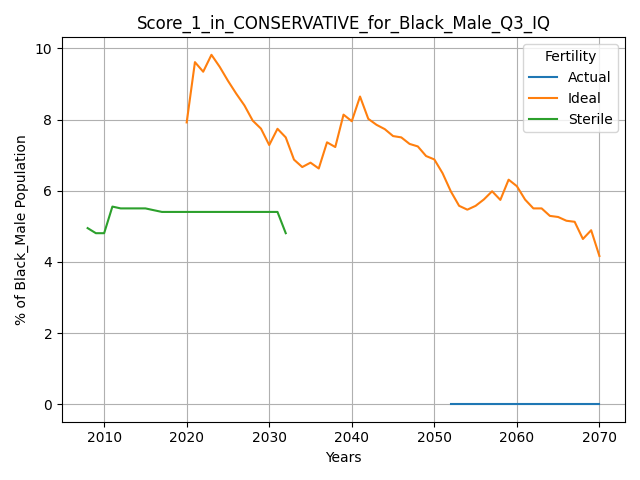 Score_1_in_CONSERVATIVE_for_Black_Male_Q3_IQ
% of Black_Male Population
10
8
6
4
2
0
Fertility
Actual
Ideal
Sterile
2010 2020 2030 2040 2050 2060 2070
Years